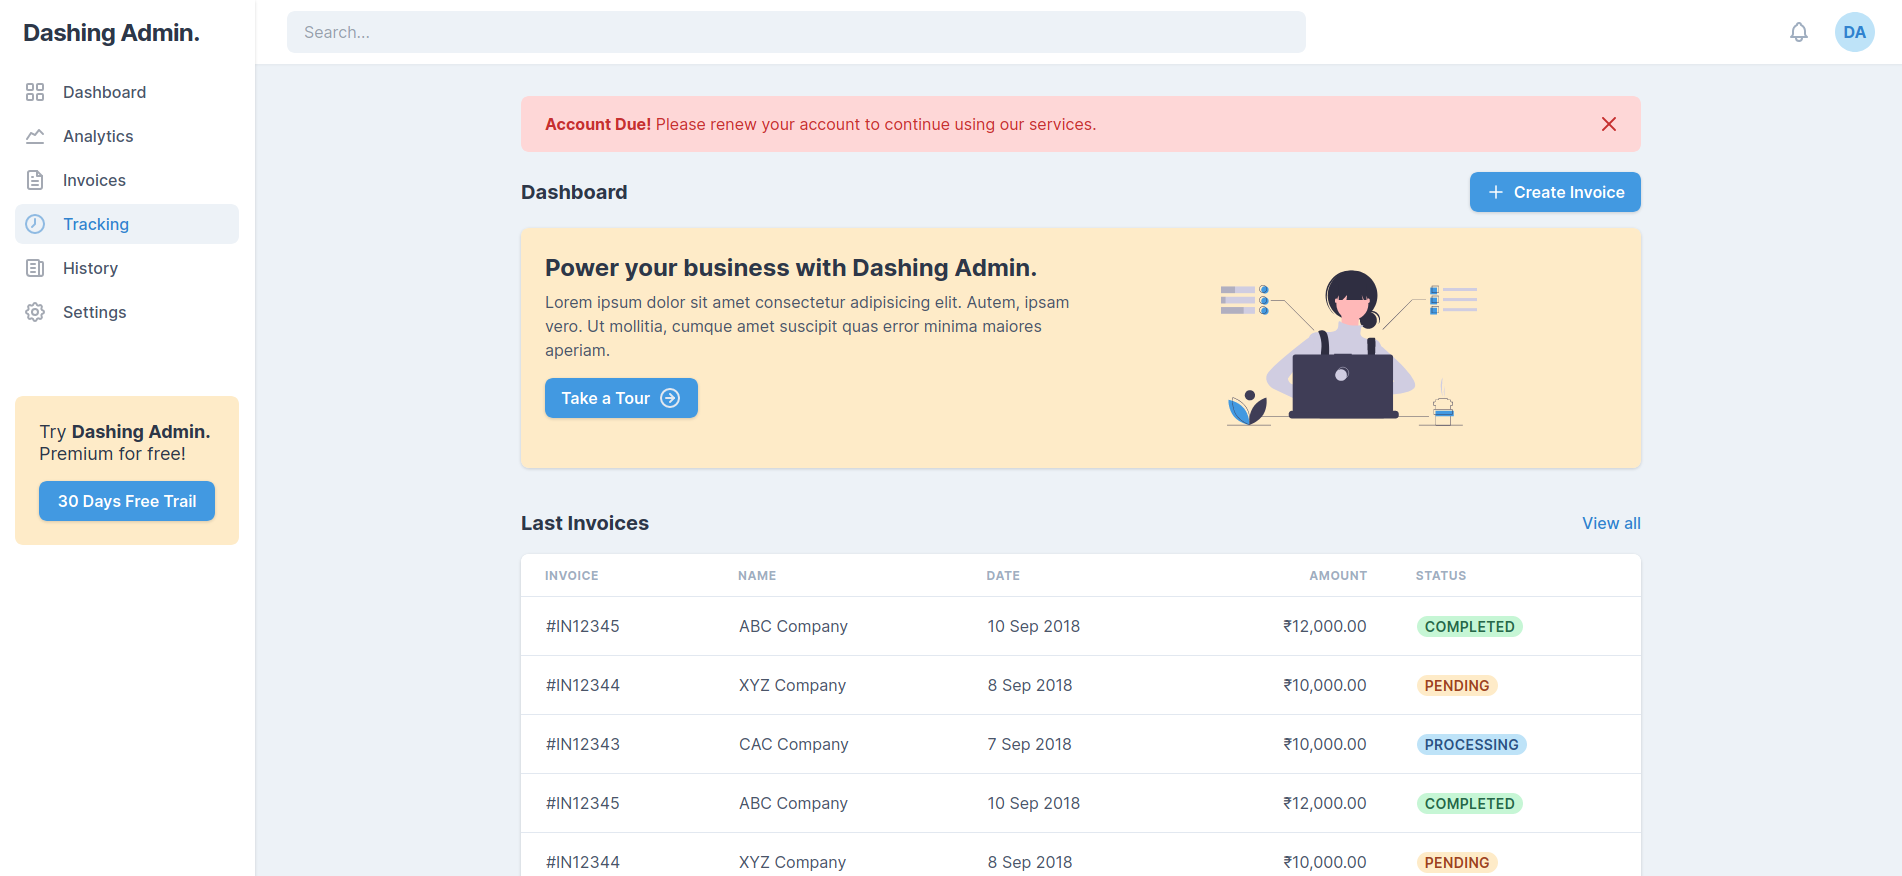 Dashing Admin.
Search...
DA
Dashboard
Analytics
Invoices
Tracking
History
Settings
Try Dashing Admin.
Premium for free!
30 Days Free Trail
Account Due! Please renew your account to continue using our services.
Dashboard
Create Invoice
Power your business with Dashing Admin.
Lorem ipsum dolor sit amet consectetur adipisicing elit. Autem, ipsam
vero. Ut mollitia, cumque amet suscipit quas error minima maiores
aperiam.
Take a Tour
Last Invoices
View all
INVOICE NAME DATE AMOUNT STATUS
#IN12345 ABC Company 10 Sep 2018 ₹12,000.00 COMPLETED
#IN12344 XYZ Company 8 Sep 2018 ₹10,000.00 PENDING
#IN12343 CAC Company 7 Sep 2018 ₹10,000.00 PROCESSING
#IN12345 ABC Company 10 Sep 2018 ₹12,000.00 COMPLETED
#IN12344 XYZ Company 8 Sep 2018 ₹10,000.00 PENDING